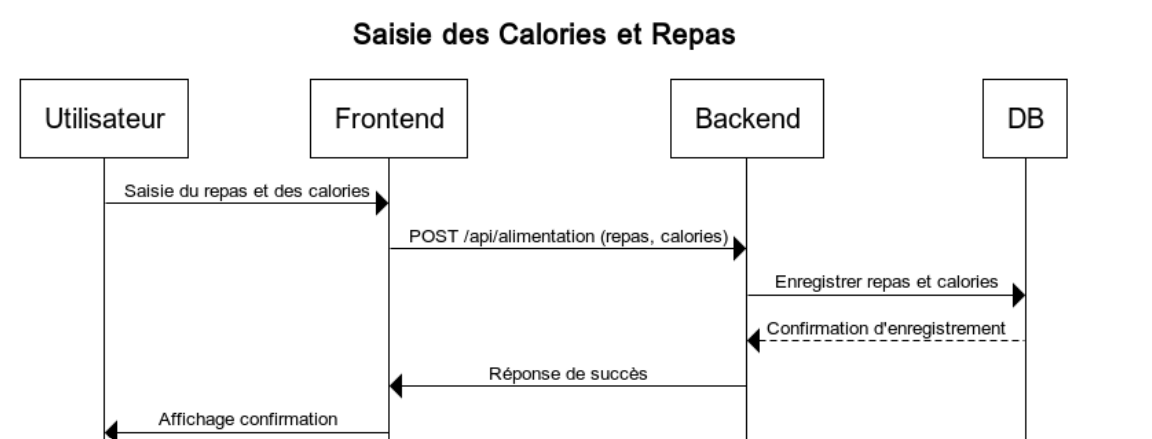 Saisie des Calories et Repas
Utilisateur
Frontend
Backend
DB
Saisie du repas et des calories
POST /api/alimentation (repas, calories)
Enregistrer repas et calories
Confirmation d'enregistrement
Réponse de succès
Affichage confirmation